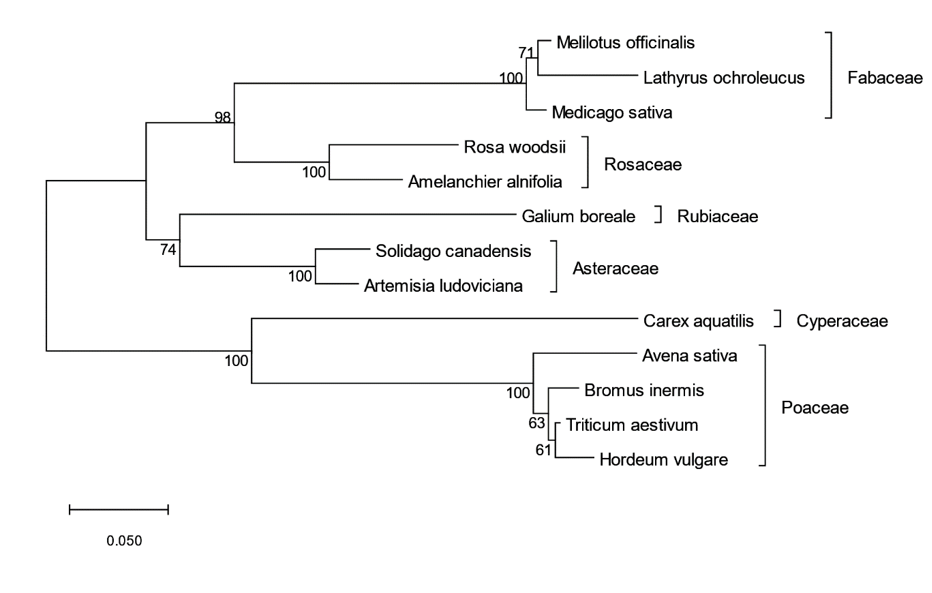 Melilotus officinalis
71
Lathyrus ochroleucus
Fabaceae
100
Medicago sativa
98
Rosa woodsii
Rosaceae
100
Amelanchier alnifolia
Galium boreale
Rubiaceae
74
Solidago canadensis
Asteraceae
100
Artemisia ludoviciana
Carex aquatilis
Cyperaceae
100
Avena sativa
100
Bromus inermis
Poaceae
63
Triticum aestivum
61
Hordeum vulgare
0.050